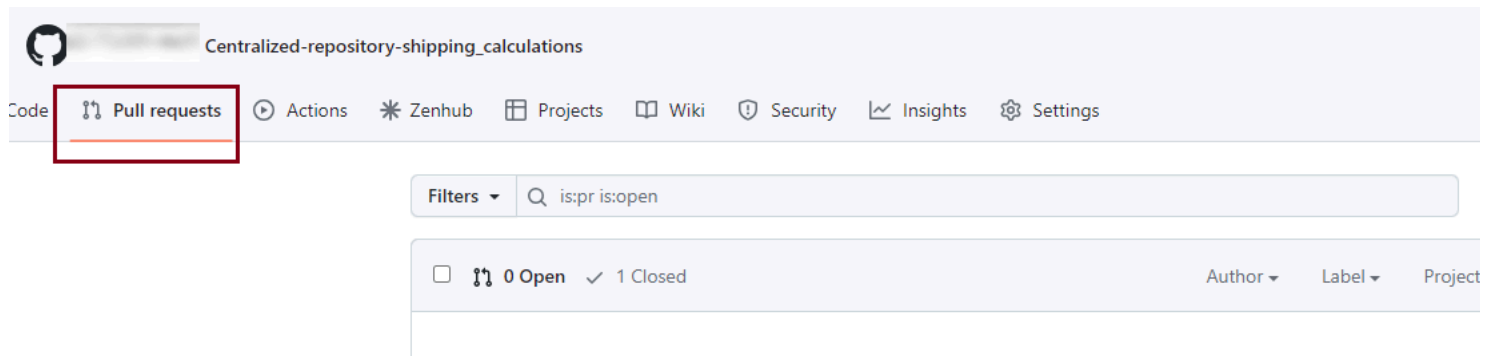 Centralized-repository-shipping_calculations
Code Pull requests Actions Zenhub Projects Wiki Security Insights Settings
Filters is:pr is:open
0 Open 1 Closed Author Label Project